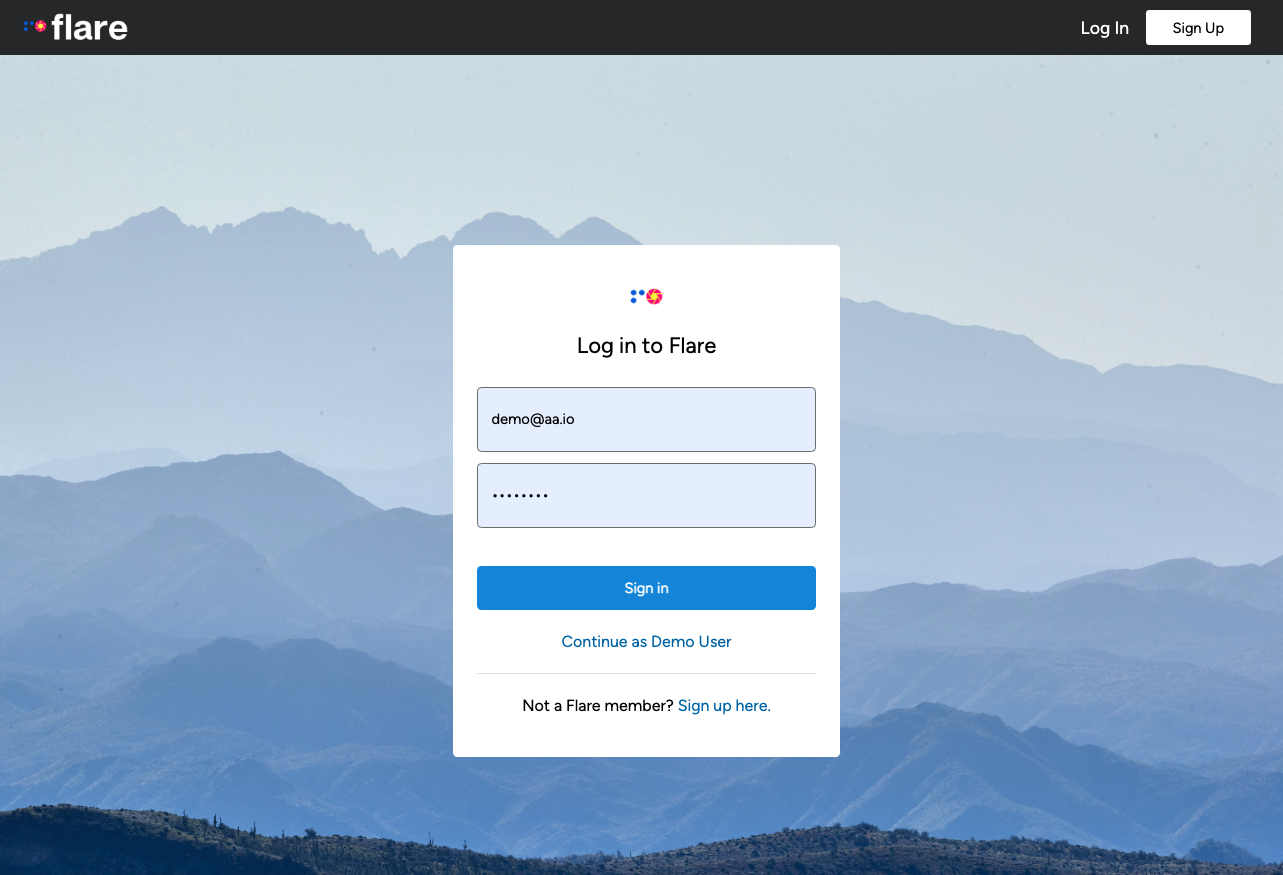 flare
Log In
Sign Up
Log in to Flare
demo@aa.io
••••••••
Sign in
Continue as Demo User
Not a Flare member? Sign up here.